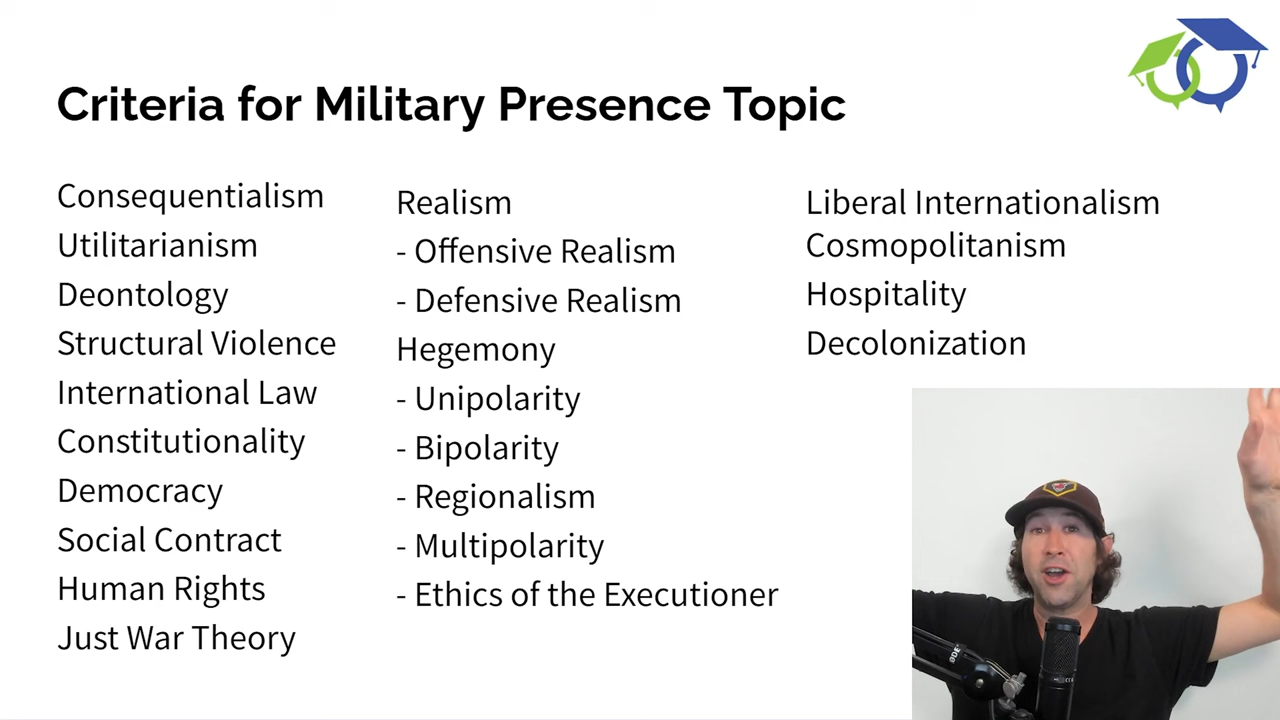 Criteria for Military Presence Topic
Consequentialism
Utilitarianism
Deontology
Structural Violence
International Law
Constitutionality
Democracy
Social Contract
Human Rights
Just War Theory
Realism
- Offensive Realism
- Defensive Realism
Hegemony
- Unipolarity
- Bipolarity
- Regionalism
- Multipolarity
- Ethics of the Executioner
Liberal Internationalism
Cosmopolitanism
Hospitality
Decolonization